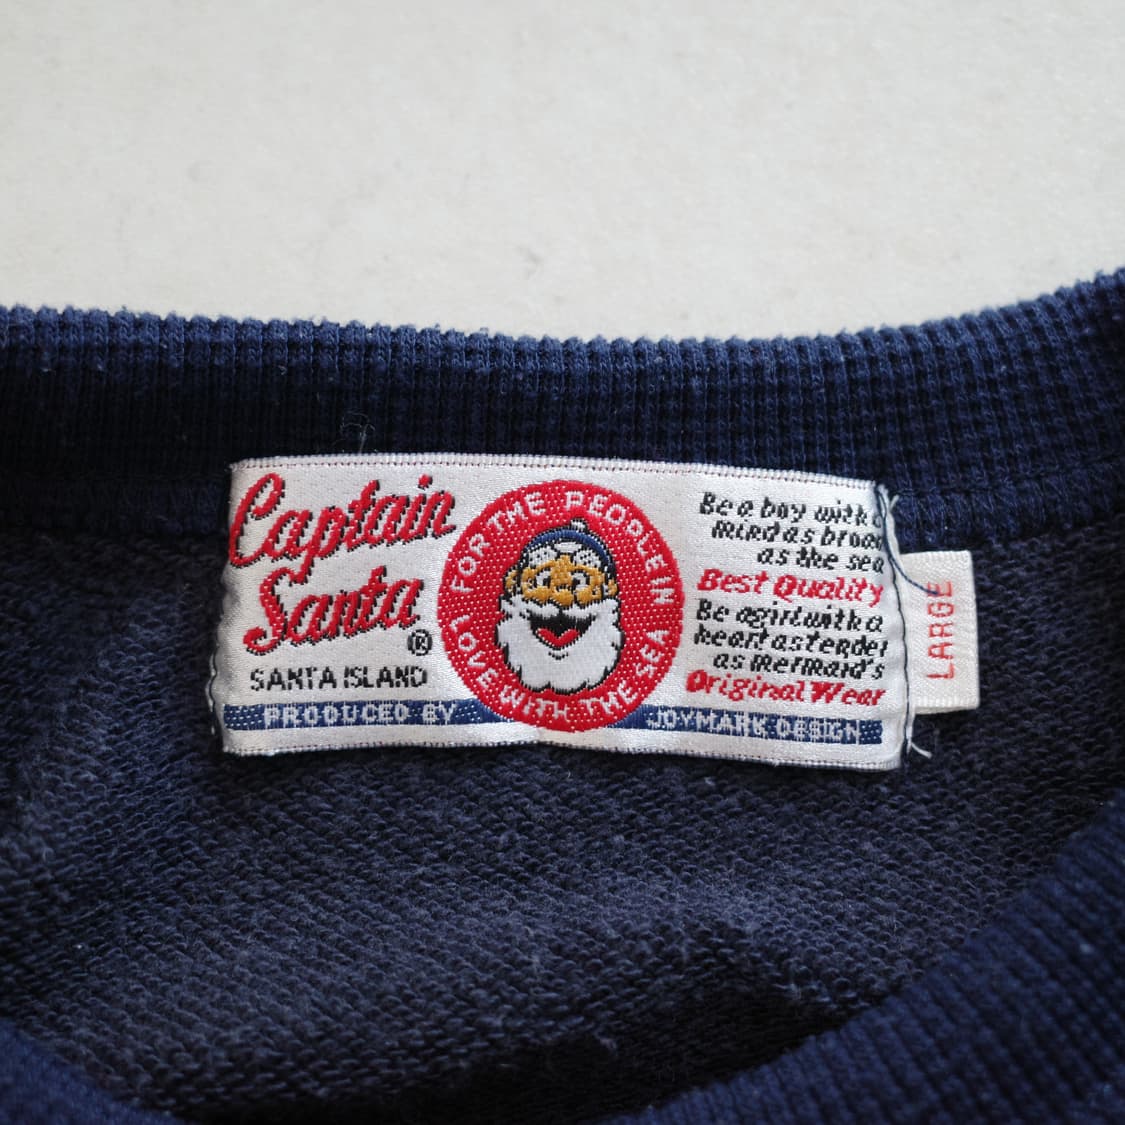 Captain
Santa
®
SANTA ISLAND
PRODUCED BY
FOR THE PEOPLE IN
LOVE WITH THE SEA
Be a boy with a
mind as broad
as the sea
Best Quality
Be a girl with a
heart as tender
as mermaid's
Original Wear
JOYMARK DESIGN
LARGE